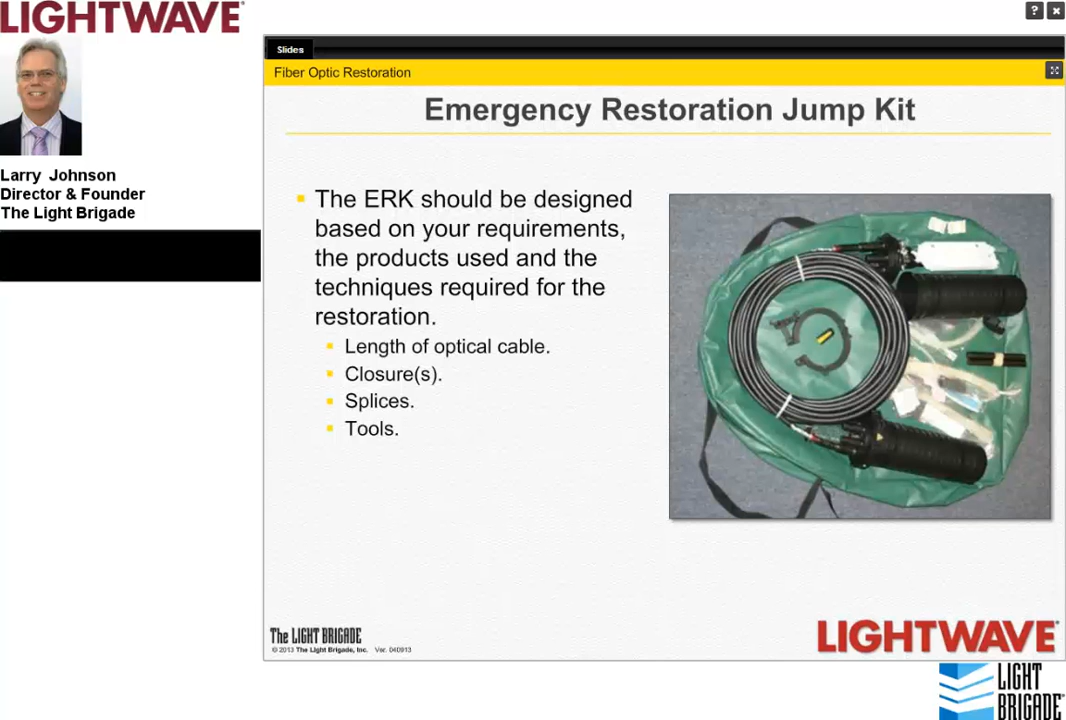 LIGHTWAVE
? ×
Larry Johnson
Director & Founder
The Light Brigade
Slides
Fiber Optic Restoration
Emergency Restoration Jump Kit
The ERK should be designed
based on your requirements,
the products used and the
techniques required for the
restoration.
Length of optical cable.
Closure(s).
Splices.
Tools.
The LIGHT BRIGADE
© 2013 The Light Brigade, Inc. Ver. 040913
LIGHTWAVE
LIGHT
BRIGADE